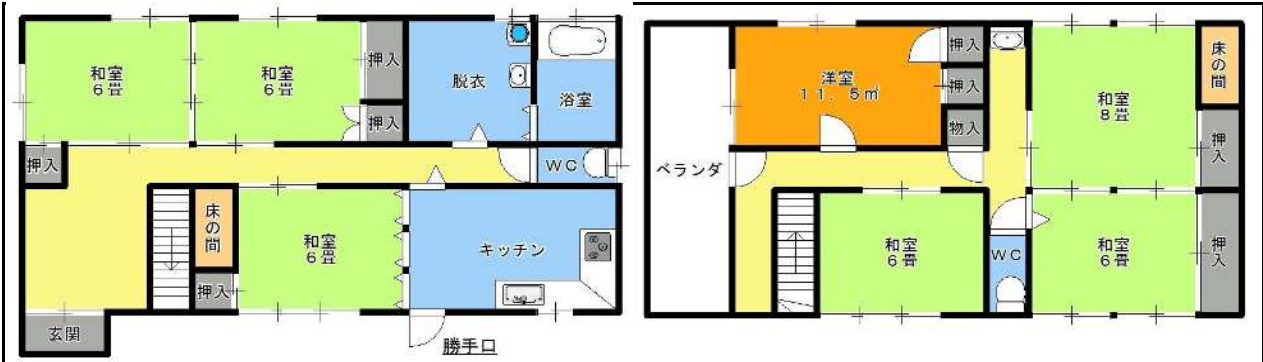 和室
6畳
和室
6畳
押入
押入
脱衣
浴室
押入
WC
床の間
和室
6畳
押入
キッチン
玄関
勝手口
ベランダ
洋室
11.5㎡
押入
押入
物入
和室
8畳
床の間
押入
和室
6畳
WC
和室
6畳
押入